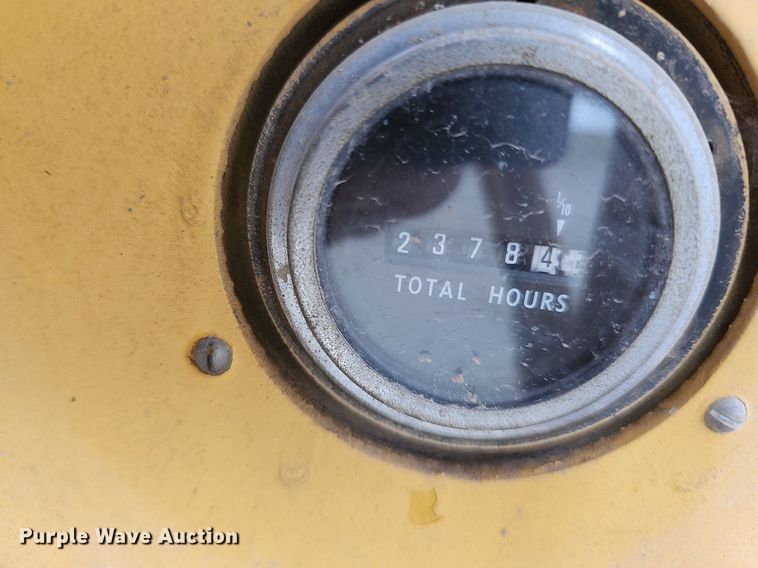 1/10
2 3 7 8 4
TOTAL HOURS
Purple Wave Auction